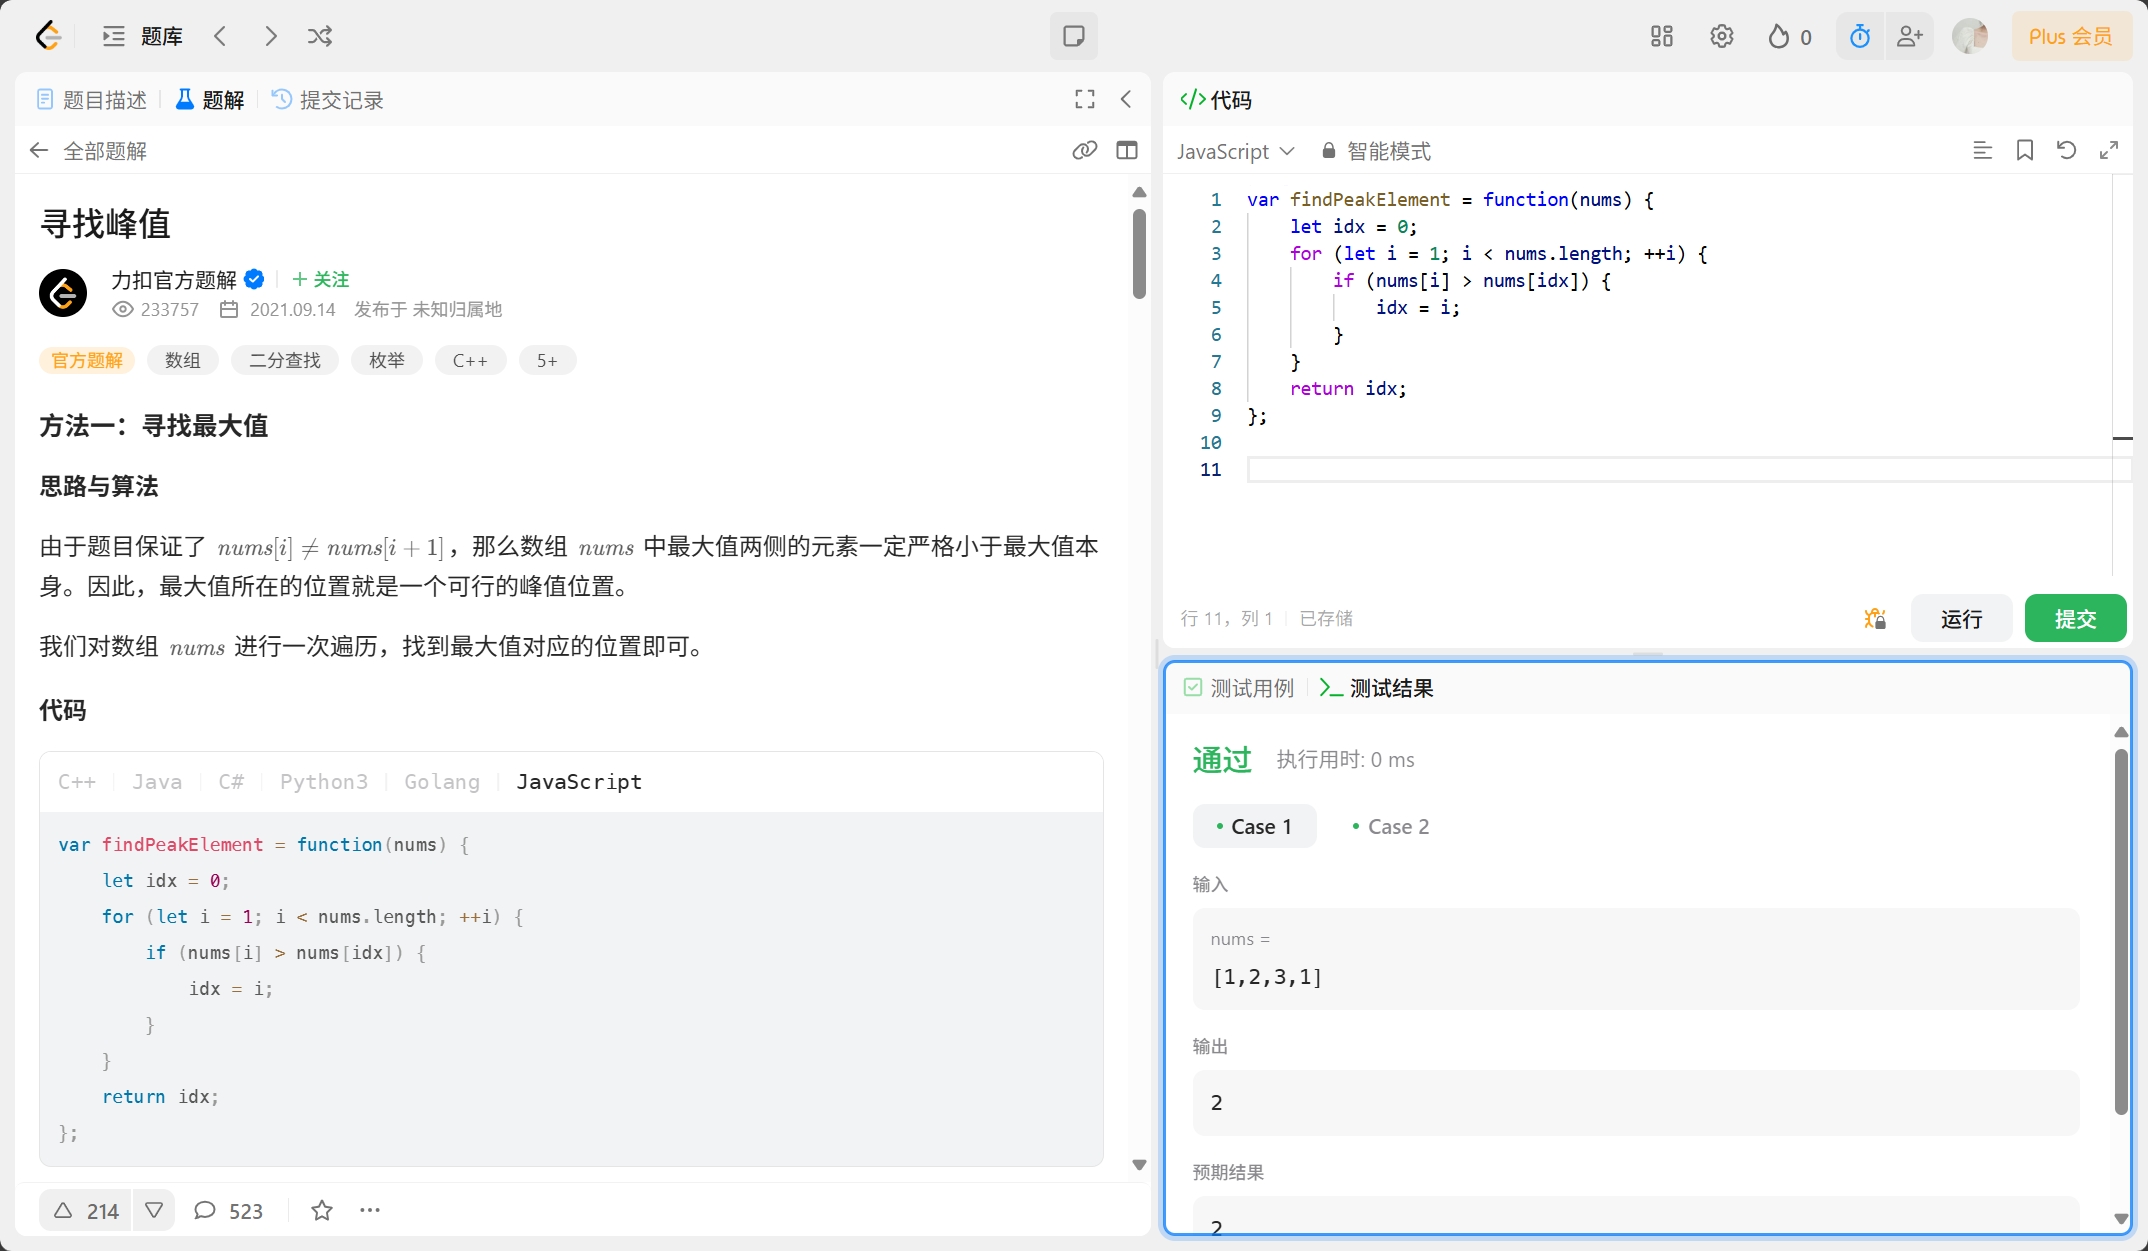 题库
0
Plus 会员
题目描述
题解
提交记录
全部题解
寻找峰值
力扣官方题解
+ 关注
233757
2021.09.14
发布于 未知归属地
官方题解
数组
二分查找
枚举
C++
5+
方法一：寻找最大值
思路与算法
由于题目保证了 nums[i] ≠ nums[i + 1]，那么数组 nums 中最大值两侧的元素一定严格小于最大值本
身。因此，最大值所在的位置就是一个可行的峰值位置。
我们对数组 nums 进行一次遍历，找到最大值对应的位置即可。
代码
C++
Java
C#
Python3
Golang
JavaScript
var findPeakElement = function(nums) {
    let idx = 0;
    for (let i = 1; i < nums.length; ++i) {
        if (nums[i] > nums[idx]) {
            idx = i;
        }
    }
    return idx;
};
214
523
</>代码
JavaScript
智能模式
1 var findPeakElement = function(nums) {
2     let idx = 0;
3     for (let i = 1; i < nums.length; ++i) {
4         if (nums[i] > nums[idx]) {
5             idx = i;
6         }
7     }
8     return idx;
9 };
10
11
行 11，列 1
已存储
运行
提交
测试用例
测试结果
通过
执行用时: 0 ms
Case 1
Case 2
输入
nums =
[1,2,3,1]
输出
2
预期结果
2